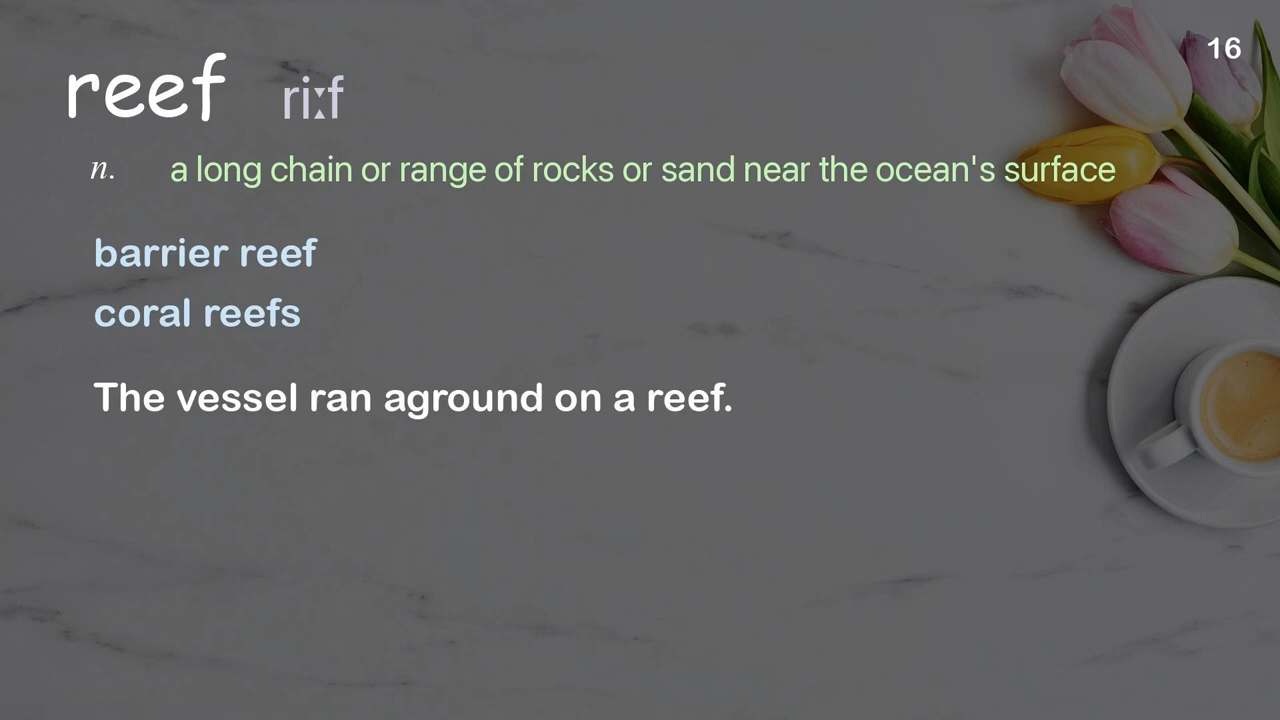 16
reef riːf
n. a long chain or range of rocks or sand near the ocean's surface
barrier reef
coral reefs
The vessel ran aground on a reef.